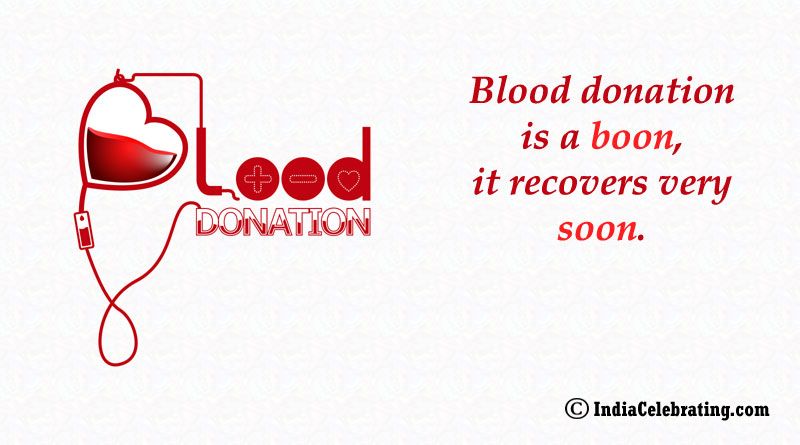 Blood
DONATION
Blood donation
is a boon,
it recovers very
soon.
© IndiaCelebrating.com